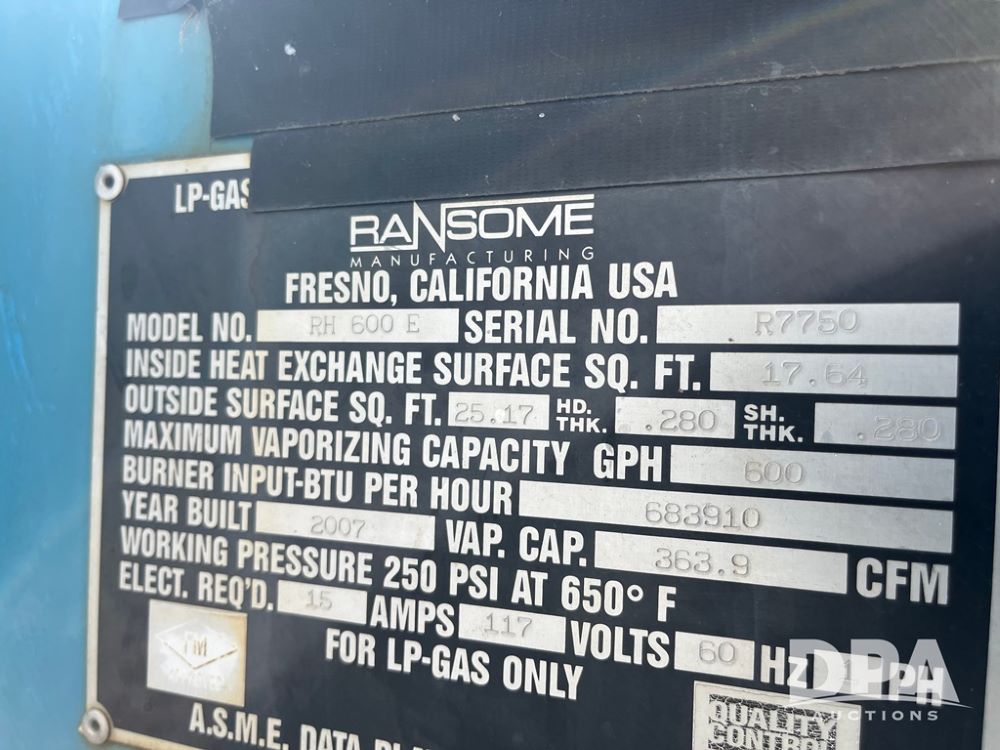 LP-GAS
RANSOME
MANUFACTURING
FRESNO, CALIFORNIA USA
MODEL NO. RH 600 E SERIAL NO. R7750
INSIDE HEAT EXCHANGE SURFACE SQ. FT. 17.64
OUTSIDE SURFACE SQ. FT. 25.17 HD. THK. .280 SH. THK. .280
MAXIMUM VAPORIZING CAPACITY GPH 600
BURNER INPUT-BTU PER HOUR 683910
YEAR BUILT 2007 VAP. CAP. 363.9 CFM
WORKING PRESSURE 250 PSI AT 650° F
ELECT. REQ'D. 15 AMPS 117 VOLTS 60 HZ 1 PH
FOR LP-GAS ONLY
FM
A.S.M.E. DATA
QUALITY
CONTROL
DPA
AUCTIONS